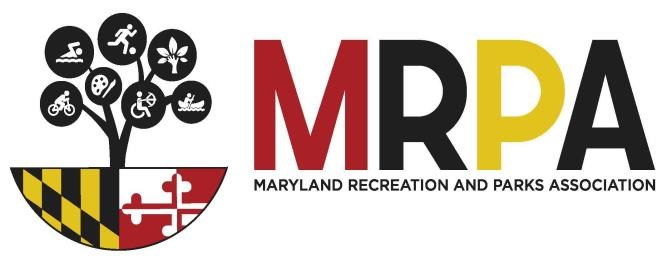 MRPA
MARYLAND RECREATION AND PARKS ASSOCIATION